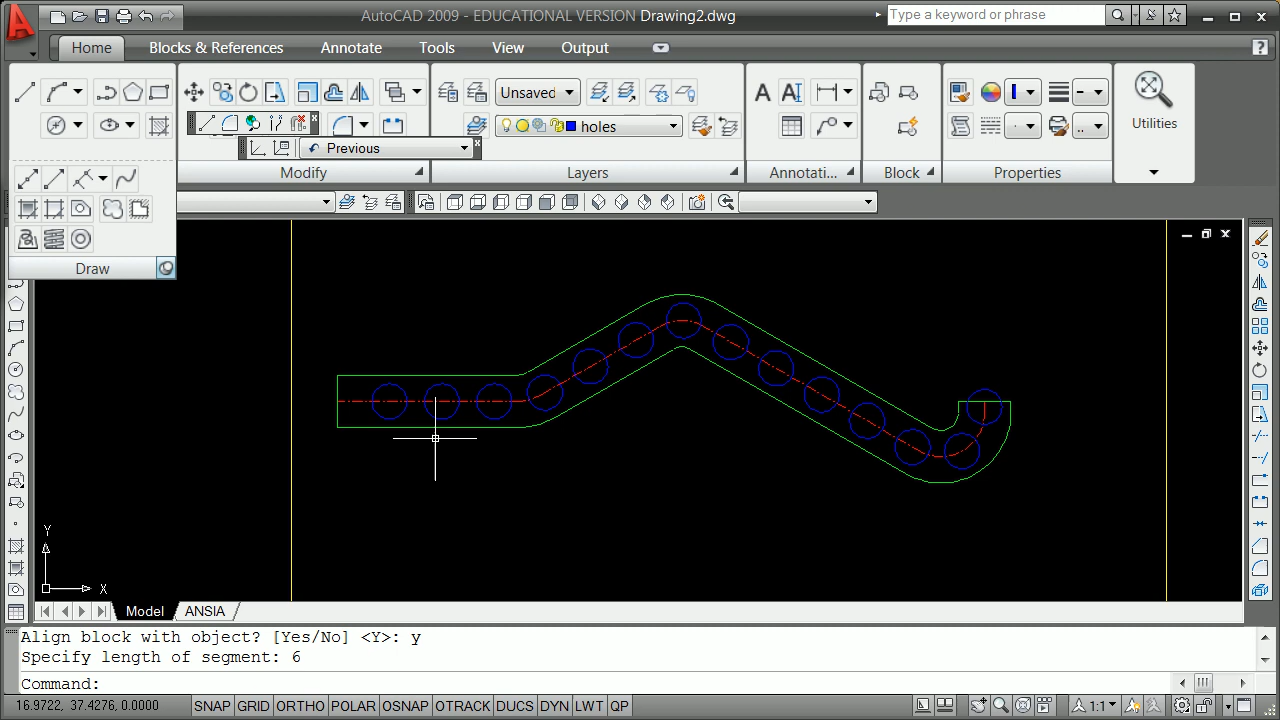 AutoCAD 2009 - EDUCATIONAL VERSION Drawing2.dwg
Type a keyword or phrase
Home
Blocks & References
Annotate
Tools
View
Output
Unsaved
holes
Previous
Utilities
Modify
Layers
Annotati...
Block
Properties
Draw
Y
X
Model
ANSIA
Align block with object? [Yes/No] <Y>: y
Specify length of segment: 6
Command:
16.9722, 37.4276, 0.0000
SNAP
GRID
ORTHO
POLAR
OSNAP
OTRACK
DUCS
DYN
LWT
QP
1:1